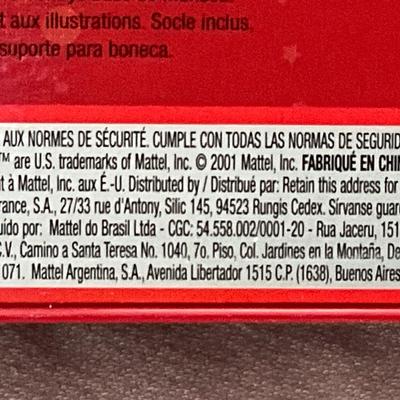 t aux illustrations. Socle inclus.
suporte para boneca.
AUX NORMES DE SÉCURITÉ. CUMPLE CON TODAS LAS NORMAS DE SEGURID
™ are U.S. trademarks of Mattel, Inc. © 2001 Mattel, Inc. FABRIQUÉ EN CHIN
t à Mattel, Inc. aux É.-U. Distributed by / Distribué par: Retain this address for
rance, S.A., 27/33 rue d'Antony, Silic 145, 94523 Rungis Cedex. Sírvanse guar
uído por: Mattel do Brasil Ltda - CGC: 54.558.002/0001-20 - Rua Jaceru, 151
C.V., Camino a Santa Teresa No. 1040, 7o. Piso, Col. Jardines en la Montaña, De
071. Mattel Argentina, S.A., Avenida Libertador 1515 C.P. (1638), Buenos Aires